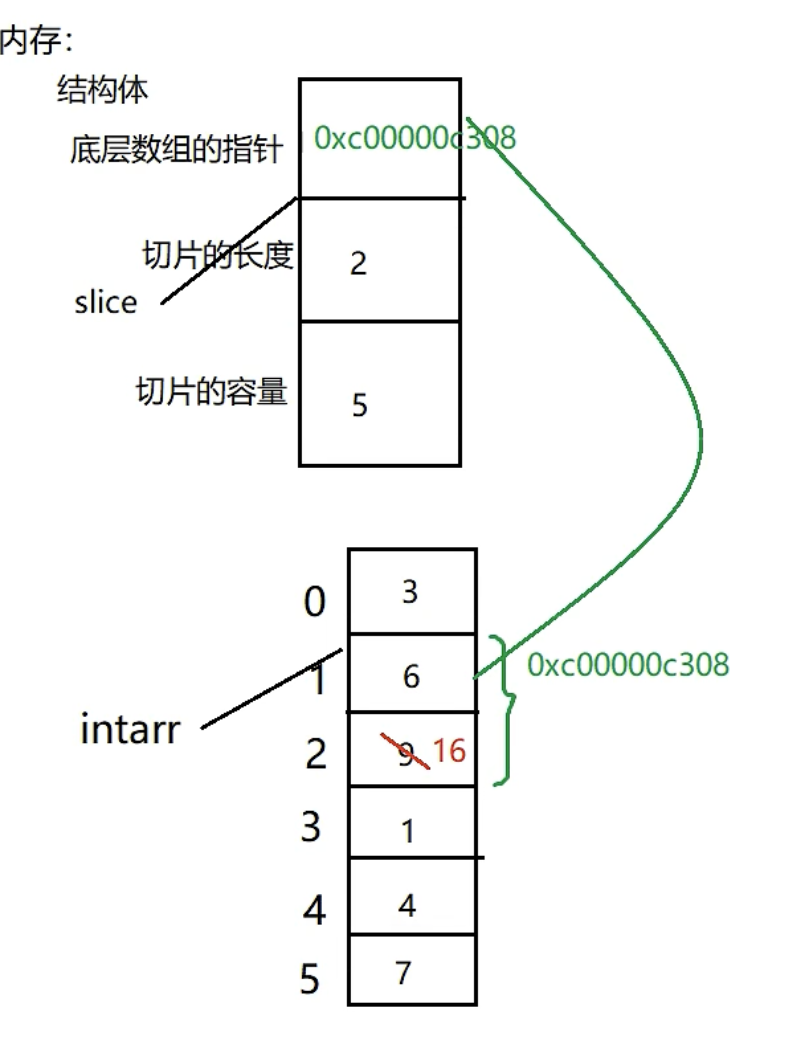 内存:
结构体
底层数组的指针
0xc00000c308
切片的长度
2
slice
切片的容量
5
0
3
1
6
0xc00000c308
intarr
2
9
16
3
1
4
4
5
7